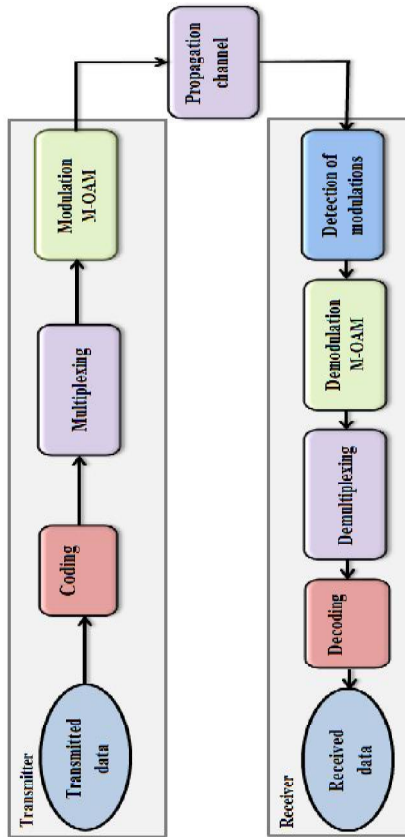 Transmitter
Transmitted
data
Coding
Multiplexing
Modulation
M-OAM
Propagation
channel
Receiver
Detection of
modulations
Demodulation
M-OAM
Demultiplexing
Decoding
Received
data